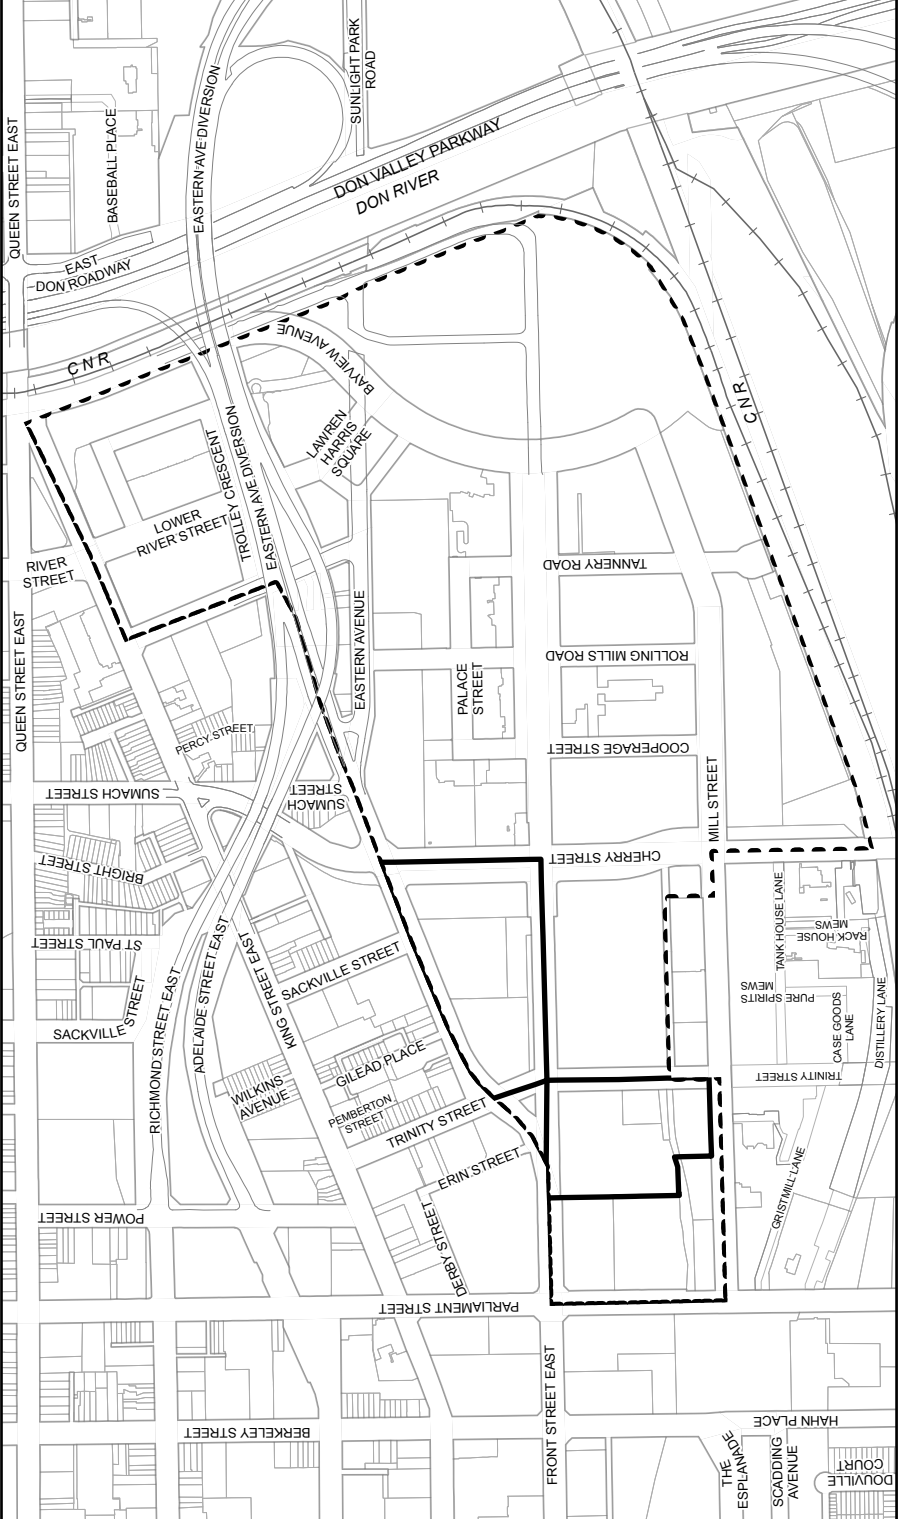 SUNLIGHT PARK
ROAD
EASTERN AVE DIVERSION
QUEEN STREET EAST
BASEBALL PLACE
DON VALLEY PARKWAY
DON RIVER
EAST
DON ROADWAY
CNR
BAYVIEW AVENUE
CNR
LAWREN
HARRIS
SQUARE
TROLLEY CRESCENT
EASTERN AVE DIVERSION
LOWER
RIVER STREET
RIVER
STREET
TANNERY ROAD
QUEEN STREET EAST
EASTERN AVENUE
ROLLING MILLS ROAD
PALACE
STREET
PERCY STREET
COOPERAGE STREET
SUMACH STREET
SUMACH
STREET
MILL STREET
CHERRY STREET
BRIGHT STREET
TANK HOUSE LANE
RACK HOUSE
MEWS
ST PAUL STREET
ADELAIDE STREET EAST
KING STREET EAST
SACKVILLE STREET
PURE SPIRITS
MEWS
CASE GOODS
LANE
DISTILLERY LANE
SACKVILLE STREET
RICHMOND STREET EAST
GILEAD PLACE
TRINITY STREET
WILKINS
AVENUE
PEMBERTON
STREET
TRINITY STREET
ERIN STREET
GRISTMILL LANE
POWER STREET
DERBY STREET
PARLIAMENT STREET
FRONT STREET EAST
HAHN PLACE
BERKELEY STREET
THE
ESPLANADE
SCADDING
AVENUE
DOUVILLE
COURT